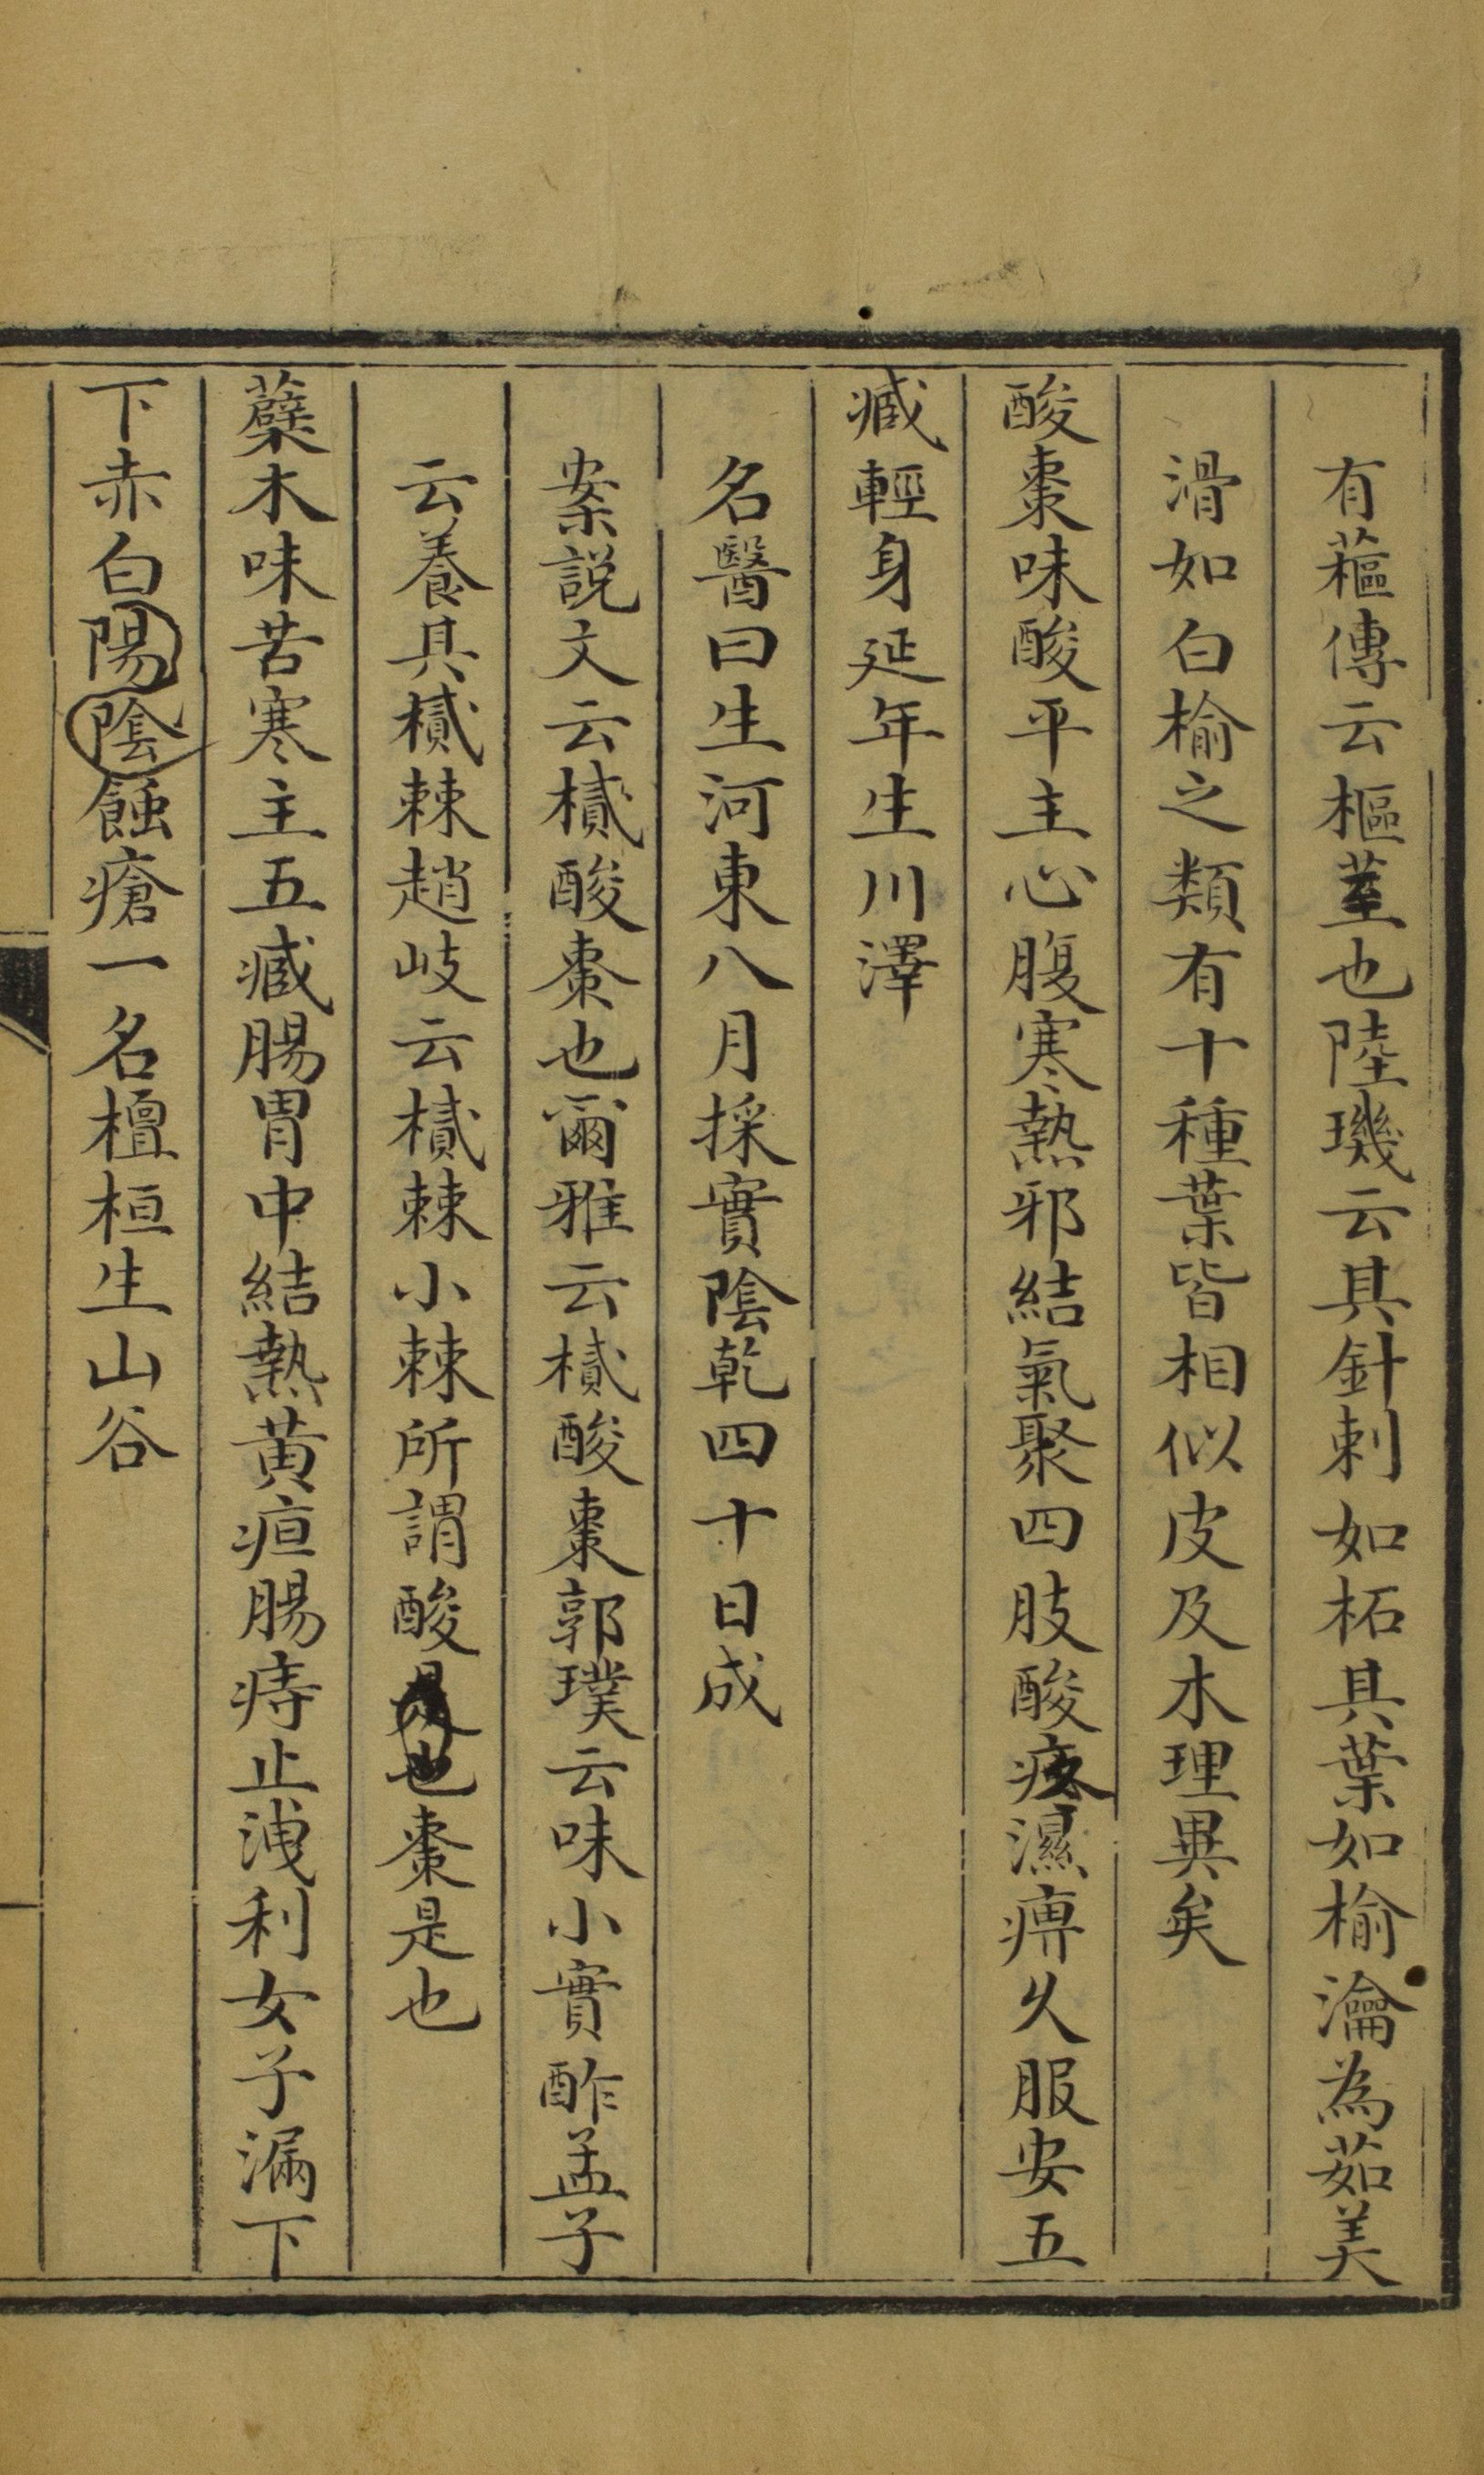 有蓲傳云樞荎也陸璣云其針刺如柘其葉如榆瀹為茹美
滑如白榆之類有十種葉皆相似皮及木理異矣
酸棗味酸平主心腹寒熱邪結氣聚四肢酸疼濕痹久服安五
臧輕身延年生川澤
名醫曰生河東八月採實陰乾四十日成
案説文云樲酸棗也爾雅云樲酸棗郭璞云味小實酢孟子
云養其樲棘趙岐云樲棘小棘所謂酸是也棗是也
蘗木味苦寒主五臧腸胃中結熱黄疸腸痔止洩利女子漏下
下赤白陽陰蝕瘡一名檀桓生山谷